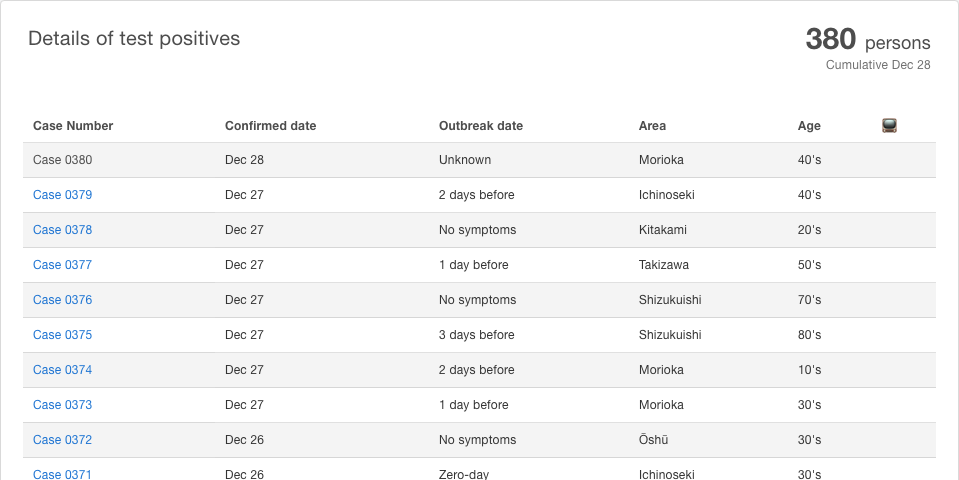 Details of test positives
380 persons
Cumulative Dec 28
Case Number Confirmed date Outbreak date Area Age
Case 0380 Dec 28 Unknown Morioka 40's
Case 0379 Dec 27 2 days before Ichinoseki 40's
Case 0378 Dec 27 No symptoms Kitakami 20's
Case 0377 Dec 27 1 day before Takizawa 50's
Case 0376 Dec 27 No symptoms Shizukuishi 70's
Case 0375 Dec 27 3 days before Shizukuishi 80's
Case 0374 Dec 27 2 days before Morioka 10's
Case 0373 Dec 27 1 day before Morioka 30's
Case 0372 Dec 26 No symptoms Ōshū 30's
Case 0371 Dec 26 Zero-day Ichinoseki 30's